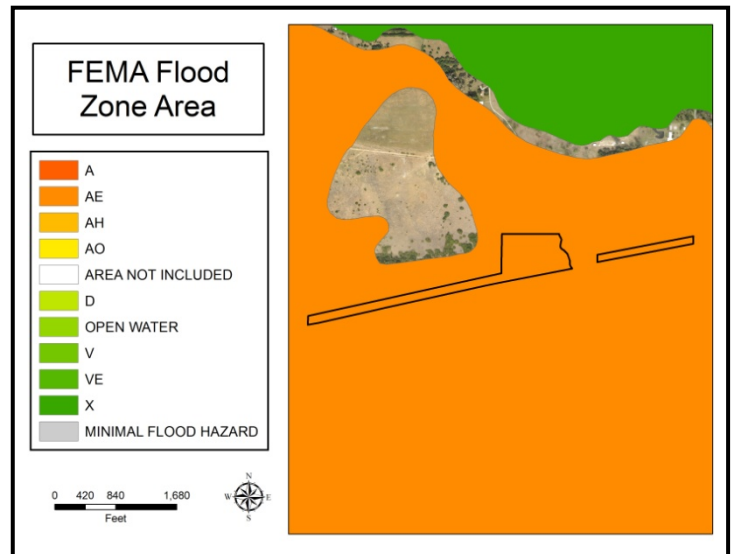 FEMA Flood
Zone Area
A
AE
AH
AO
AREA NOT INCLUDED
D
OPEN WATER
V
VE
X
MINIMAL FLOOD HAZARD
0 420 840 1,680
Feet
N
W E
S